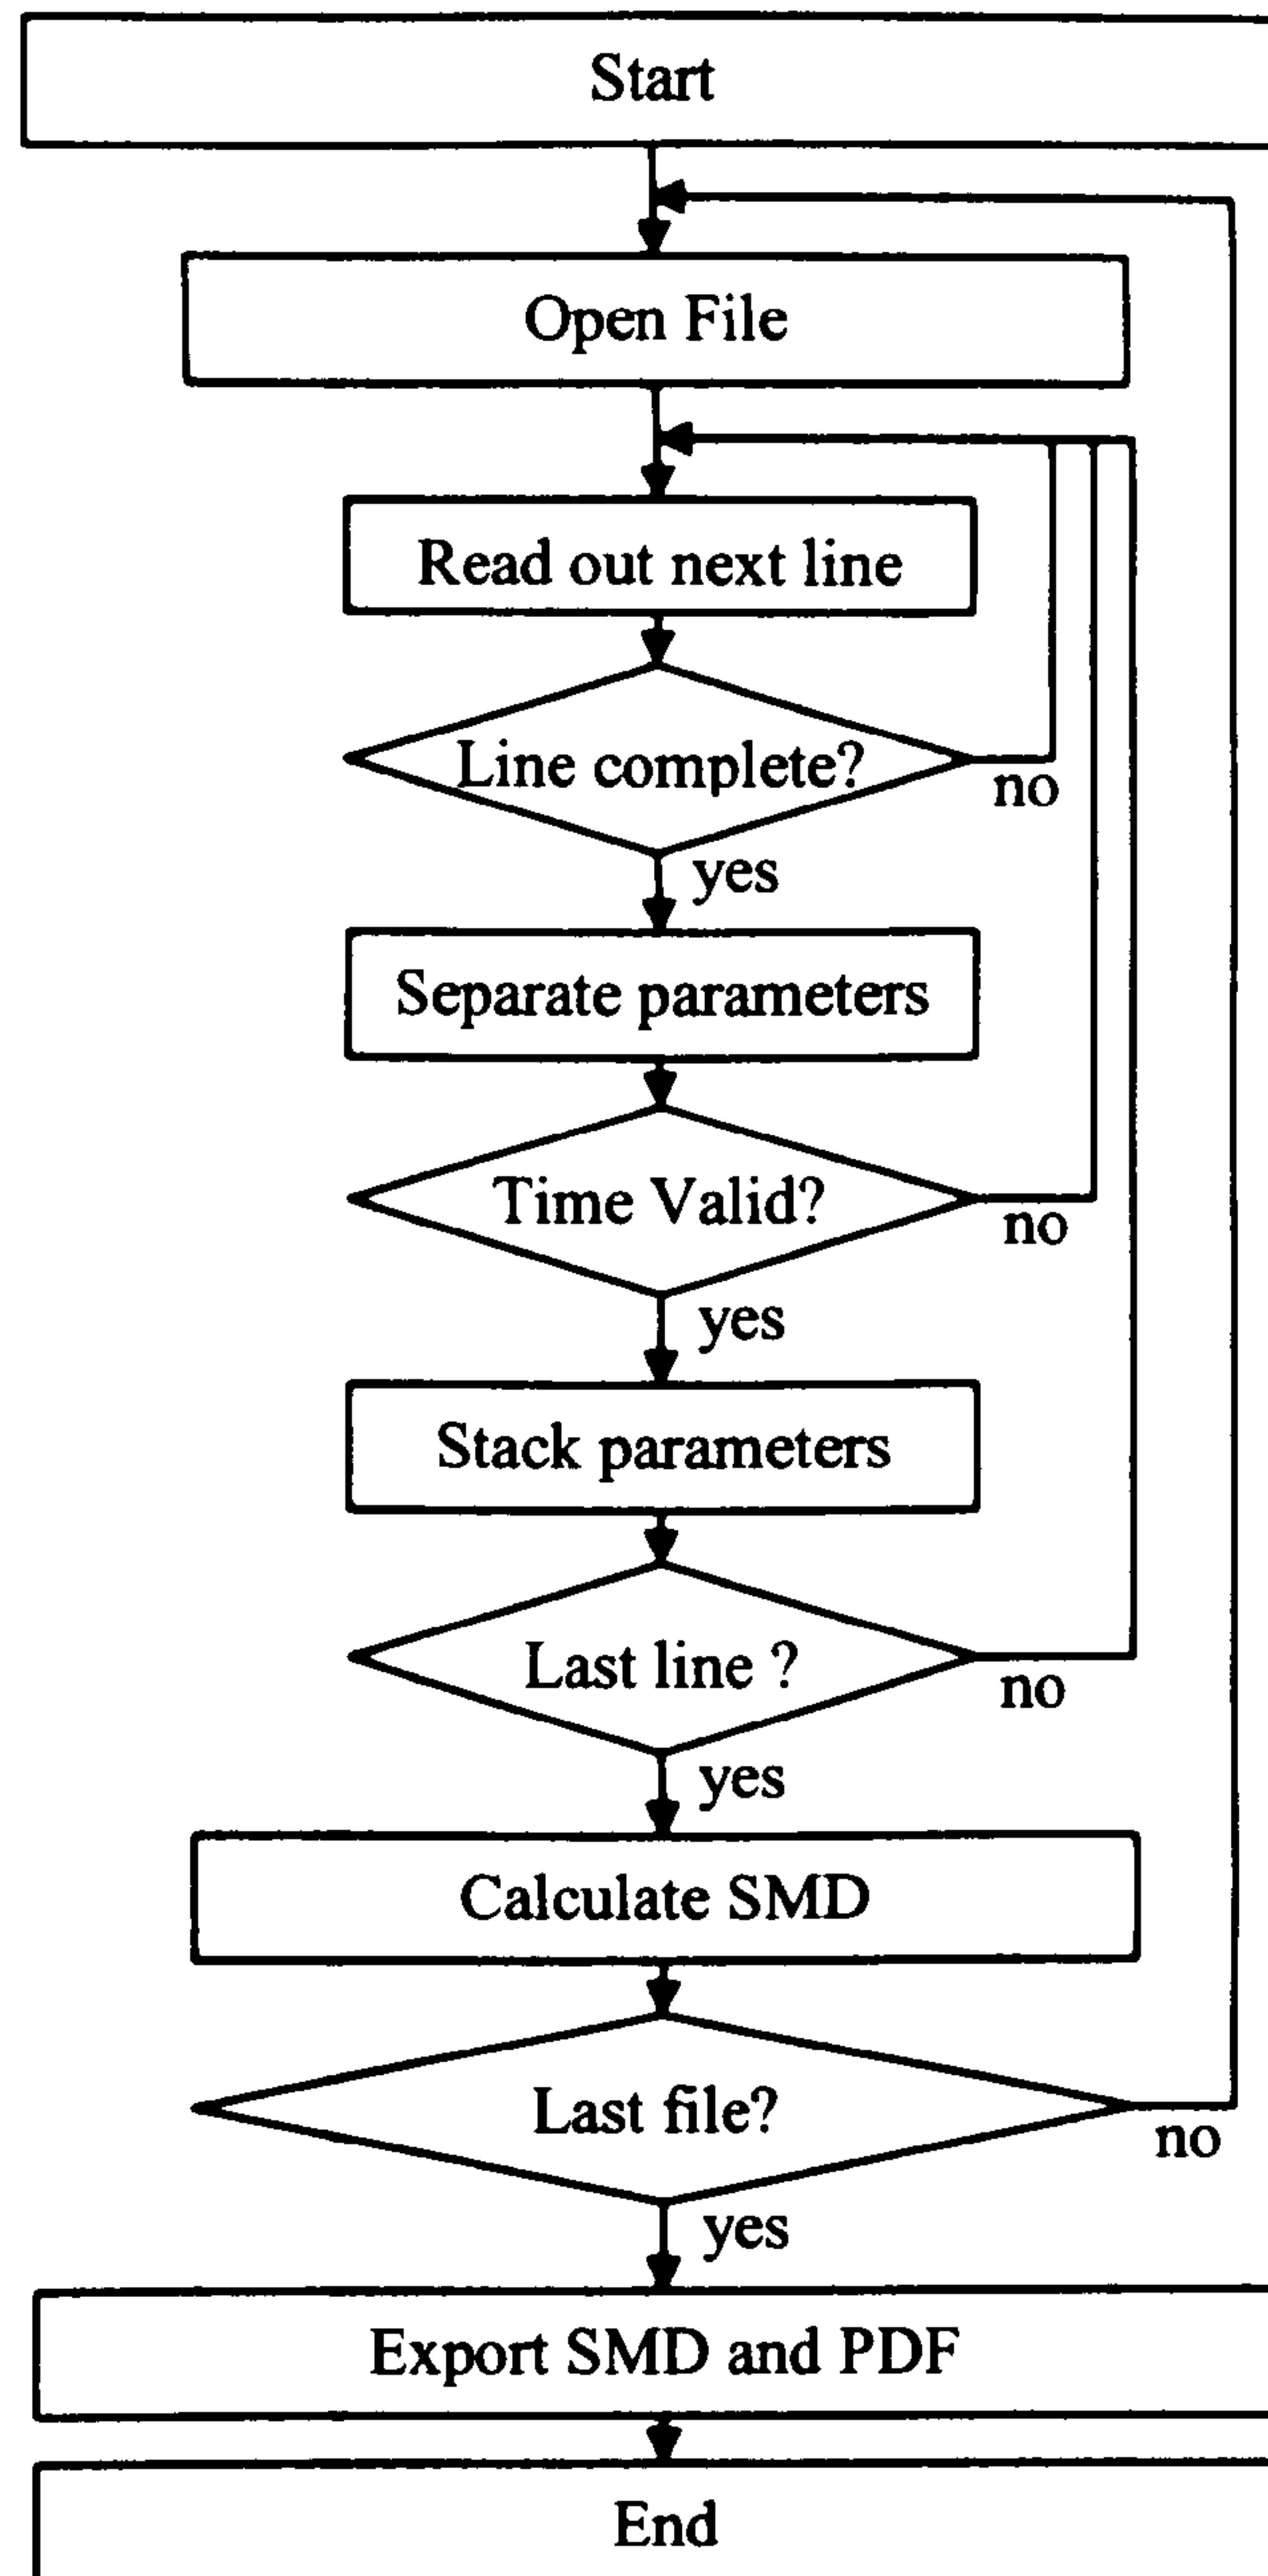 Start
Open File
Read out next line
Line complete?
no
yes
Separate parameters
Time Valid?
no
yes
Stack parameters
Last line ?
no
yes
Calculate SMD
Last file?
no
yes
Export SMD and PDF
End